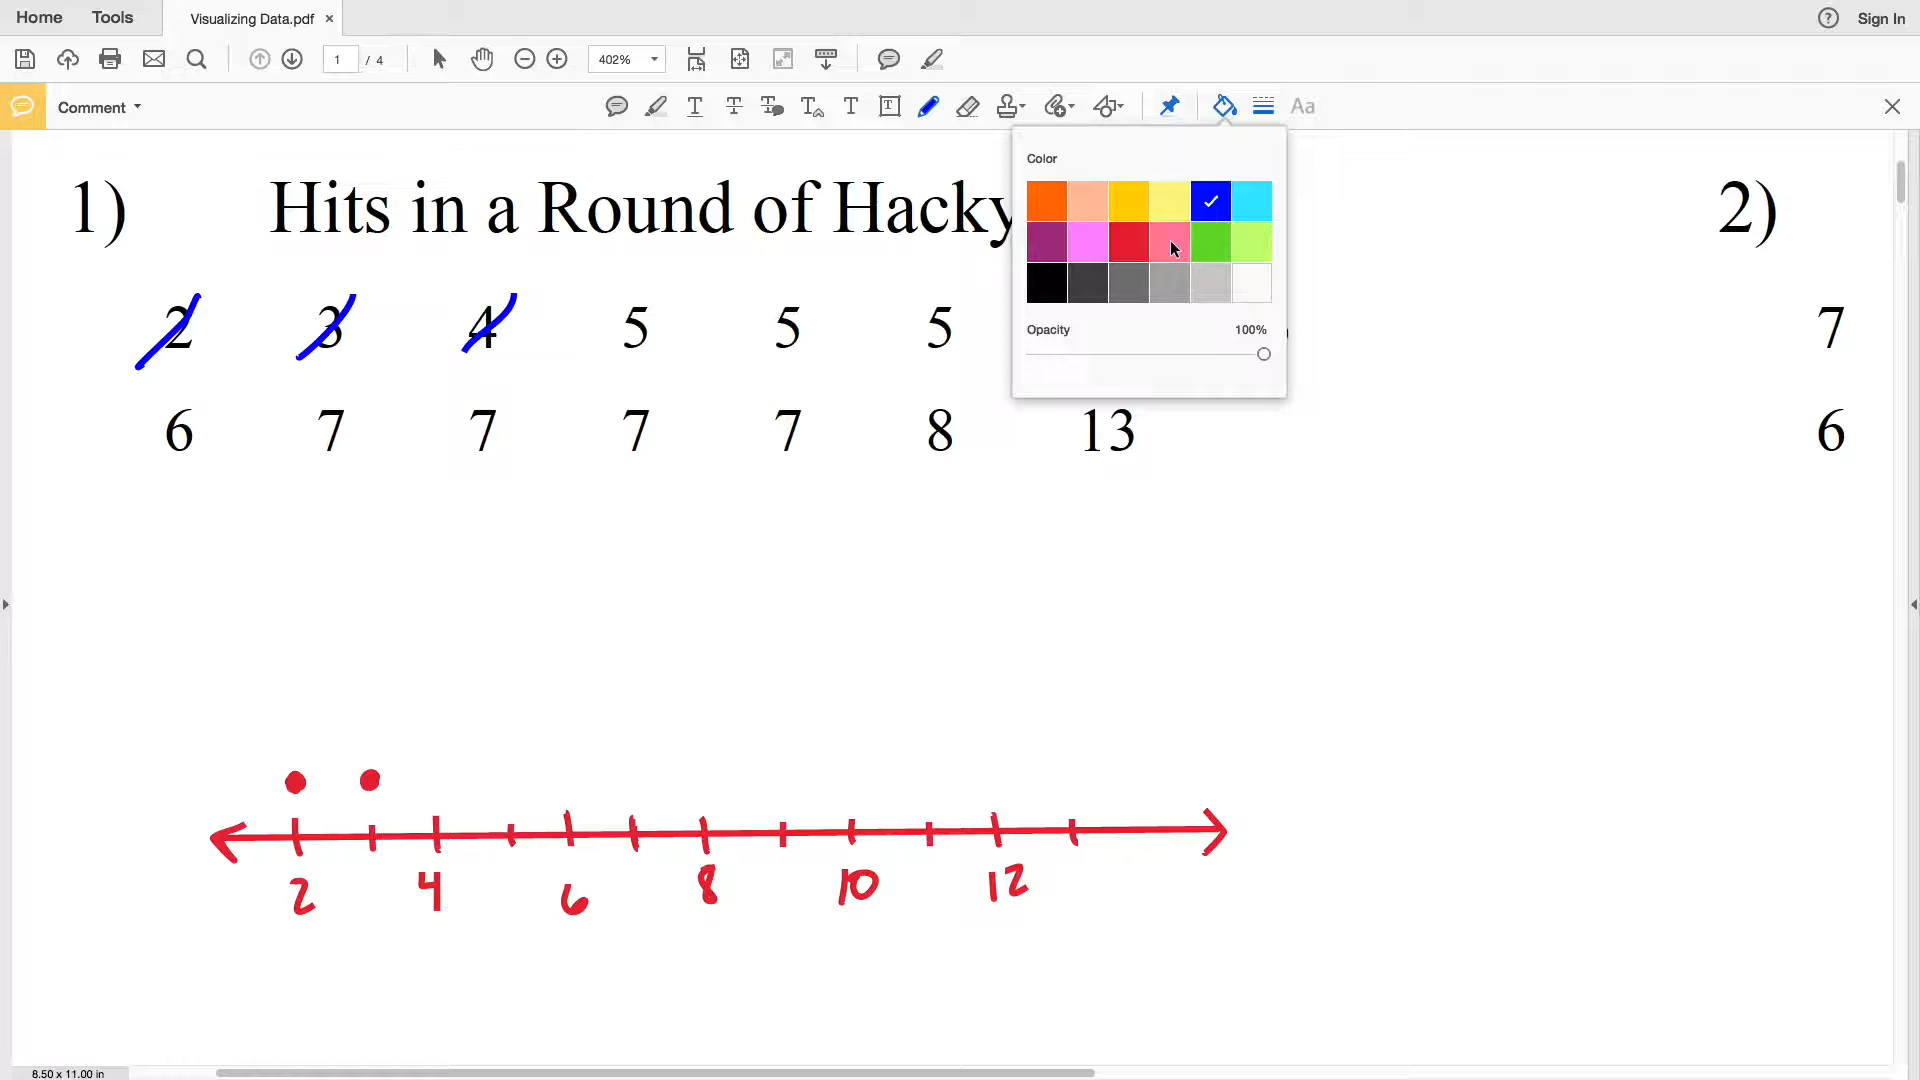 Home Tools Visualizing Data.pdf × ? Sign In
1 / 4 402%
Comment T T T T T T Aa
Color
1) Hits in a Round of Hacky 2)
2 3 4 5 5 5 7
Opacity 100%
6 7 7 7 7 8 13 6
2 4 6 8 10 12
8.50 x 11.00 in